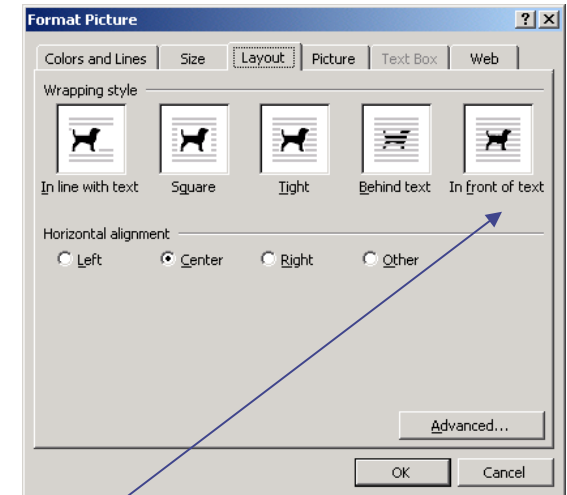 Format Picture
Colors and Lines Size Layout Picture Text Box Web
Wrapping style
In line with text Square Tight Behind text In front of text
Horizontal alignment
Left Center Right Other
Advanced...
OK Cancel